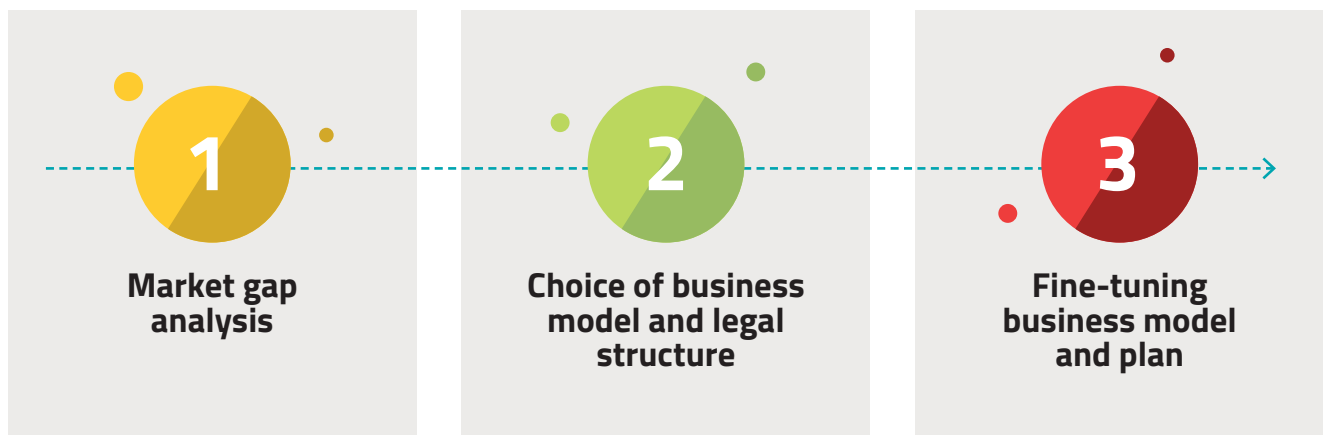 1
Market gap
analysis
2
Choice of business
model and legal
structure
3
Fine-tuning
business model
and plan